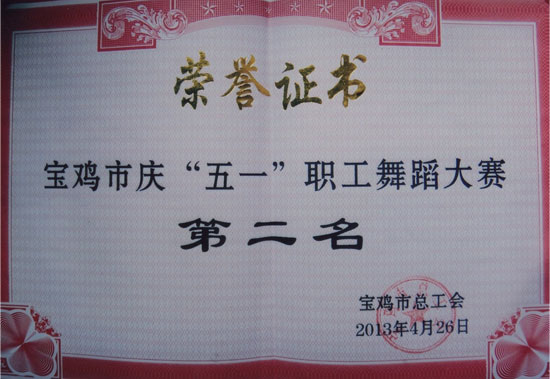 荣誉证书
宝鸡市庆“五一”职工舞蹈大赛
第二名
宝鸡市总工会
2013年4月26日